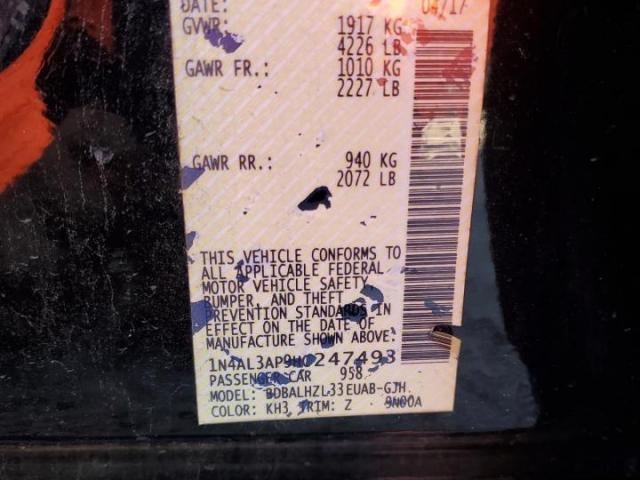 DATE: 04/17
GVWR: 1917 KG
4226 LB
GAWR FR.: 1010 KG
2227 LB
GAWR RR.: 940 KG
2072 LB
THIS VEHICLE CONFORMS TO
ALL APPLICABLE FEDERAL
MOTOR VEHICLE SAFETY,
BUMPER, AND THEFT
PREVENTION STANDARDS IN
EFFECT ON THE DATE OF
MANUFACTURE SHOWN ABOVE:
1N4AL3AP9HC247493
PASSENGER CAR 958
MODEL: BDBALHZL33EUAB-GJH
COLOR: KH3 TRIM: Z 9N00A